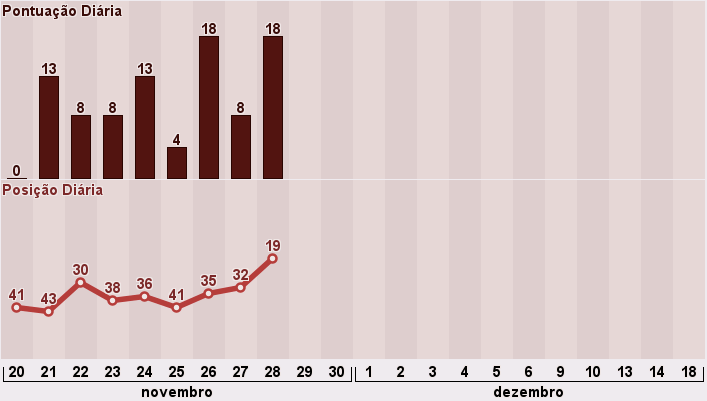 Pontuação Diária
0 13 8 8 13 4 18 8 18
Posição Diária
41 43 30 38 36 41 35 32 19
20 21 22 23 24 25 26 27 28 29 30 1 2 3 4 5 6 9 10 13 14 18
novembro dezembro